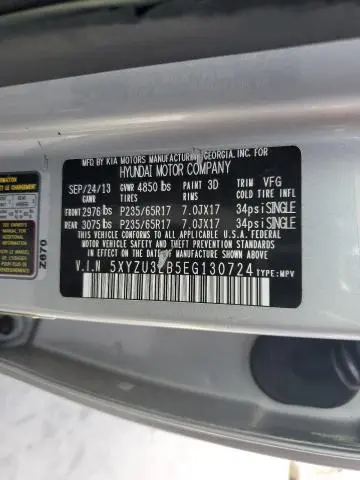 MFD. BY KIA MOTORS MANUFACTURING GEORGIA, INC. FOR
HYUNDAI MOTOR COMPANY
SEP/24/13 GVWR 4850 lbs PAINT 3D TRIM VFG
GAWR TIRES RIMS COLD TIRE INFL
FRONT 2976 lbs P235/65R17 7.0JX17 34psi SINGLE
REAR 3075 lbs P235/65R17 7.0JX17 34psi SINGLE
THIS VEHICLE CONFORMS TO ALL APPLICABLE U.S.A. FEDERAL
MOTOR VEHICLE SAFETY AND THEFT PREVENTION STANDARDS IN
EFFECT ON THE DATE OF MANUFACTURE SHOWN ABOVE.
V.I.N 5XYZU3LB5EG130724 TYPE:MPV
Z670